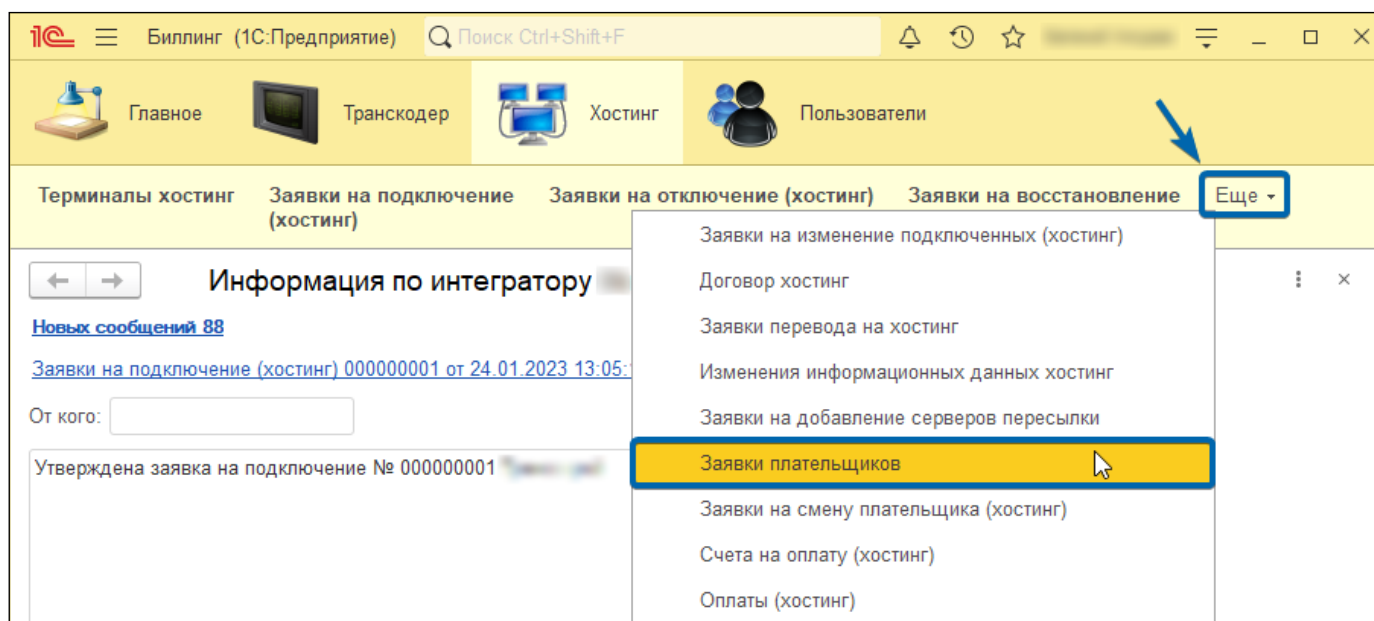 Биллинг (1С:Предприятие)
Поиск Ctrl+Shift+F
Главное
Транскодер
Хостинг
Пользователи
Терминалы хостинг
Заявки на подключение
(хостинг)
Заявки на отключение (хостинг)
Заявки на восстановление
Еще
Информация по интегратору
Новых сообщений 88
Заявки на подключение (хостинг) 000000001 от 24.01.2023 13:05:
От кого:
Утверждена заявка на подключение № 000000001
Заявки на изменение подключенных (хостинг)
Договор хостинг
Заявки перевода на хостинг
Изменения информационных данных хостинг
Заявки на добавление серверов пересылки
Заявки плательщиков
Заявки на смену плательщика (хостинг)
Счета на оплату (хостинг)
Оплаты (хостинг)